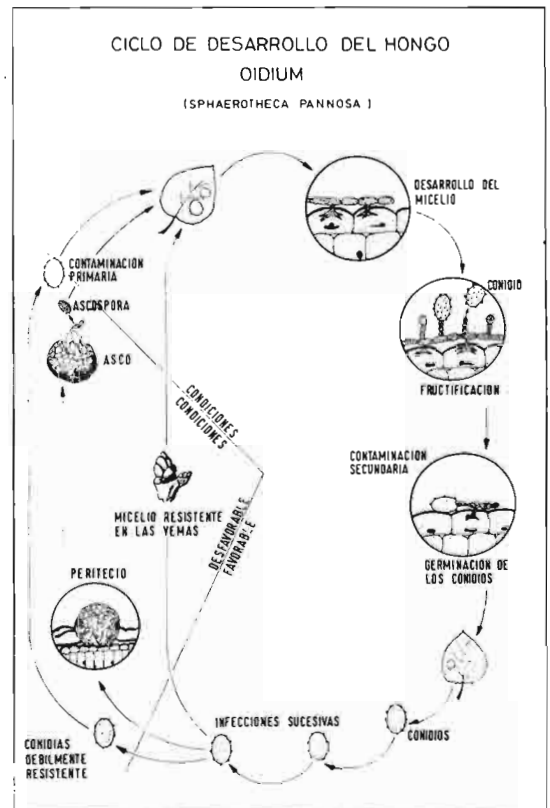 CICLO DE DESARROLLO DEL HONGO
OIDIUM
(SPHAEROTHECA PANNOSA)
DESARROLLO DEL
MICELIO
CONTAMINACION
PRIMARIA
ASCOSPORA
ASCO
CONIDIO
FRUCTIFICACION
CONDICIONES
CONDICIONES
CONTAMINACION
SECUNDARIA
MICELIO RESISTENTE
EN LAS YEMAS
DESFAVORABLE
FAVORABLE
GERMINACION DE
LOS CONIDIOS
PERITECIO
INFECCIONES SUCESIVAS
CONIDIOS
CONIDIAS
DEBILMENTE
RESISTENTE